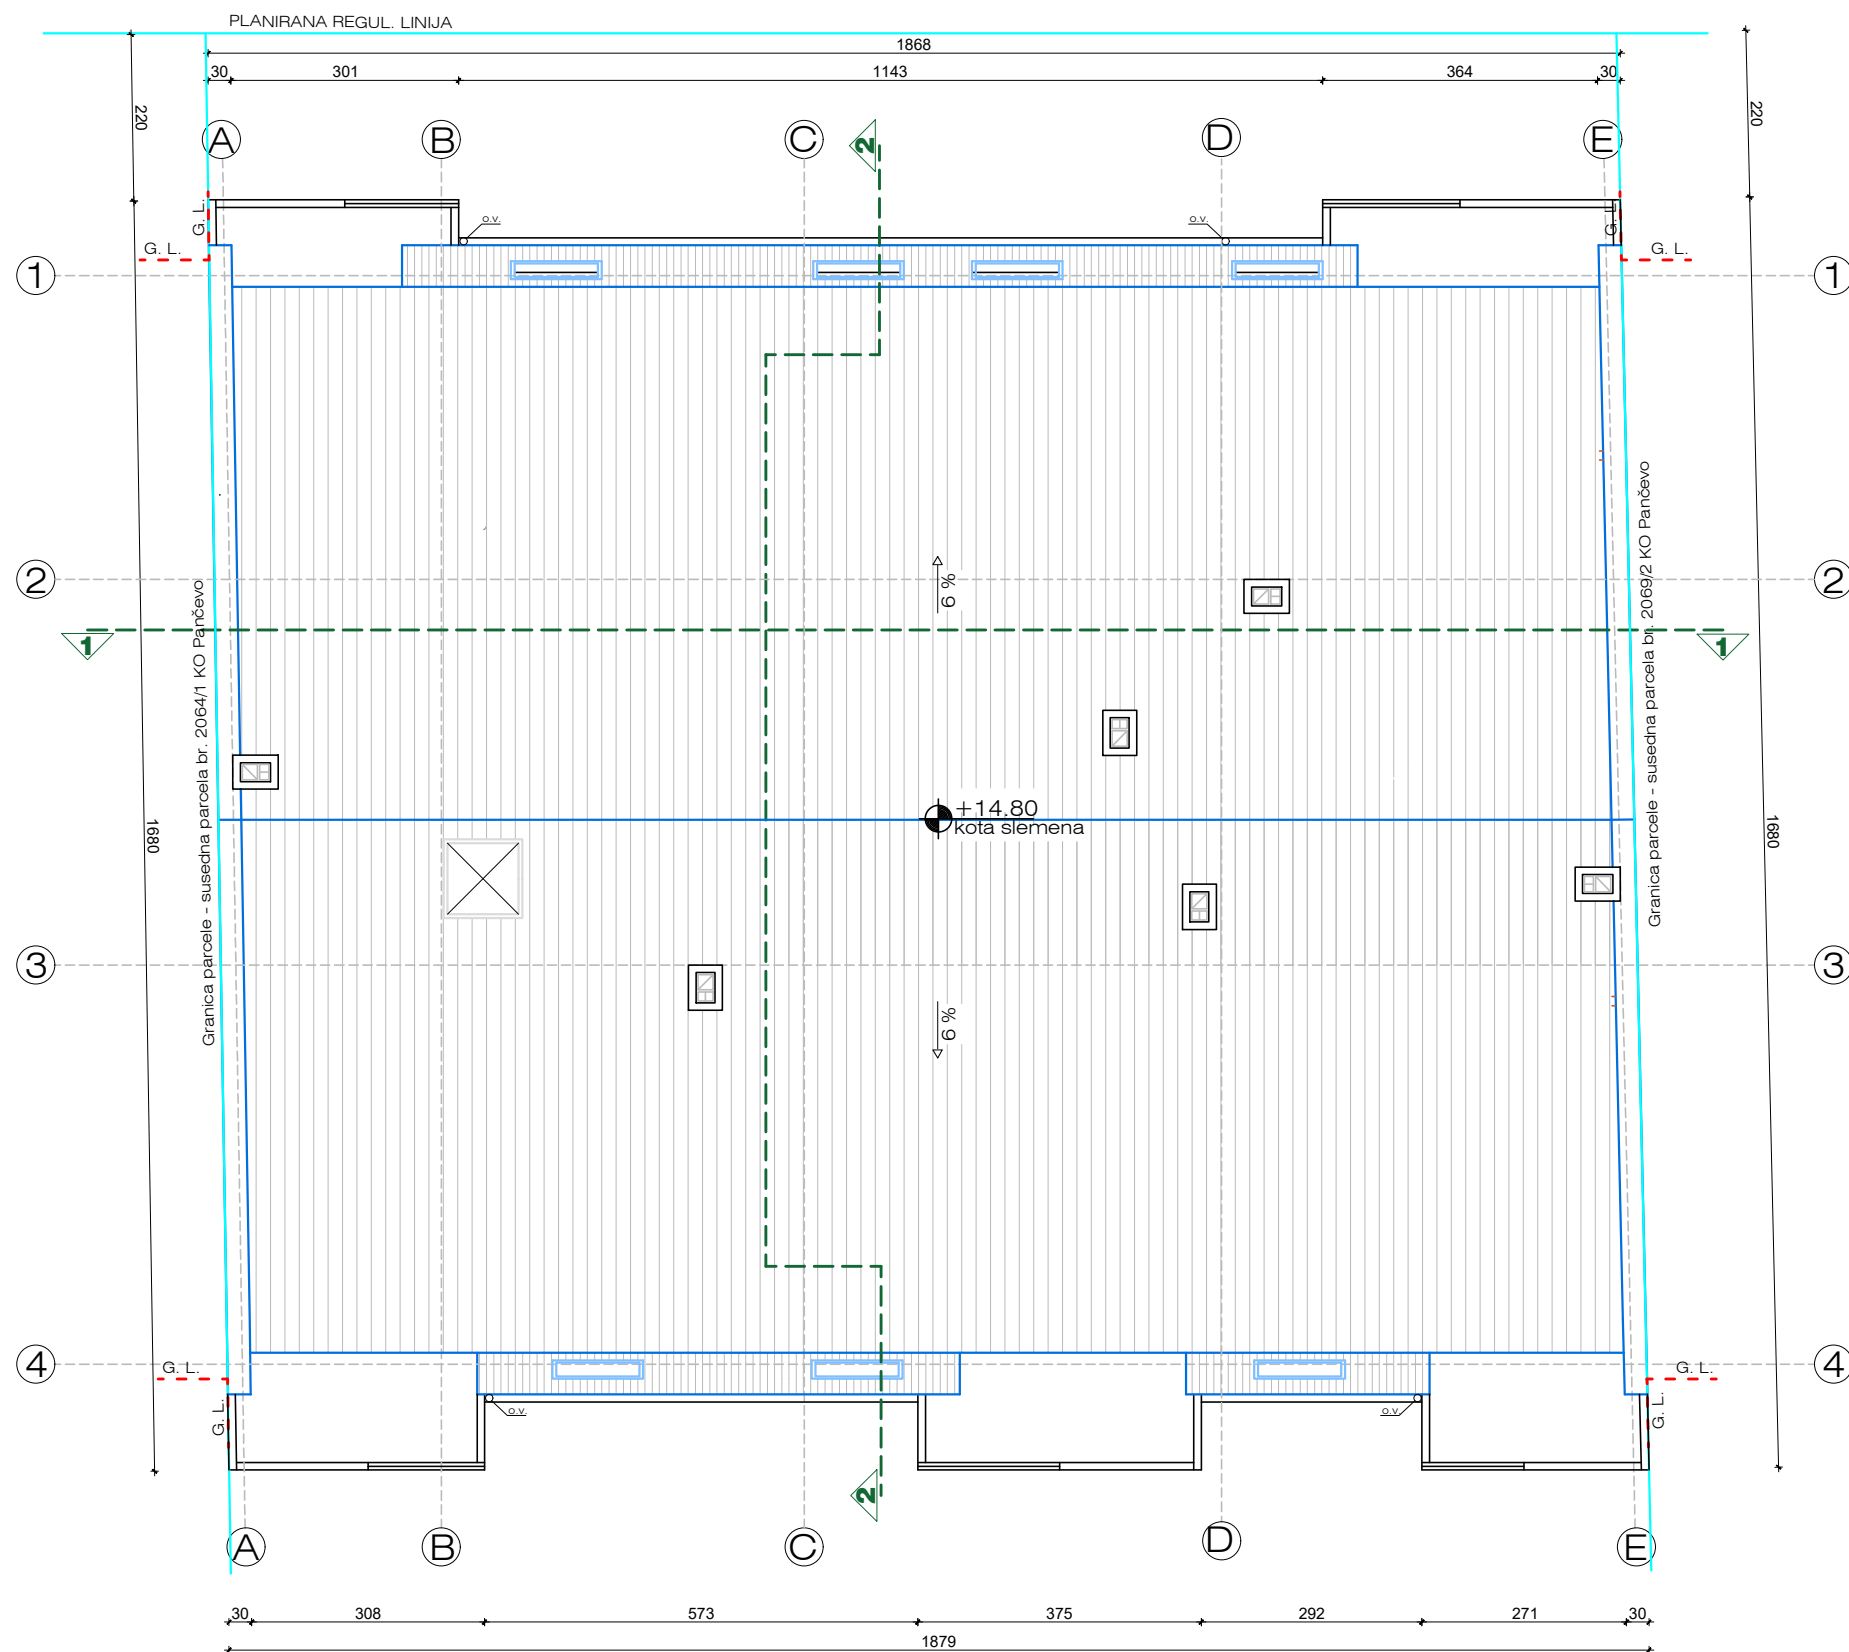 PLANIRANA REGUL. LINIJA
1868
30 301 1143 364 30
220
220
A B C D E
2
G. L.
G. L.
o.v.
o.v.
G. L.
G. L.
1
1
6 %
2
2
Granica parcele - susedna parcela br. 2064/1 KO Pančevo
Granica parcele - susedna parcela br. 2069/2 KO Pančevo
1
1
+14.80
kota slemena
1680
1680
3
3
6 %
4
4
G. L.
G. L.
G. L.
G. L.
o.v.
o.v.
2
A B C D E
30 308 573 375 292 271 30
1879